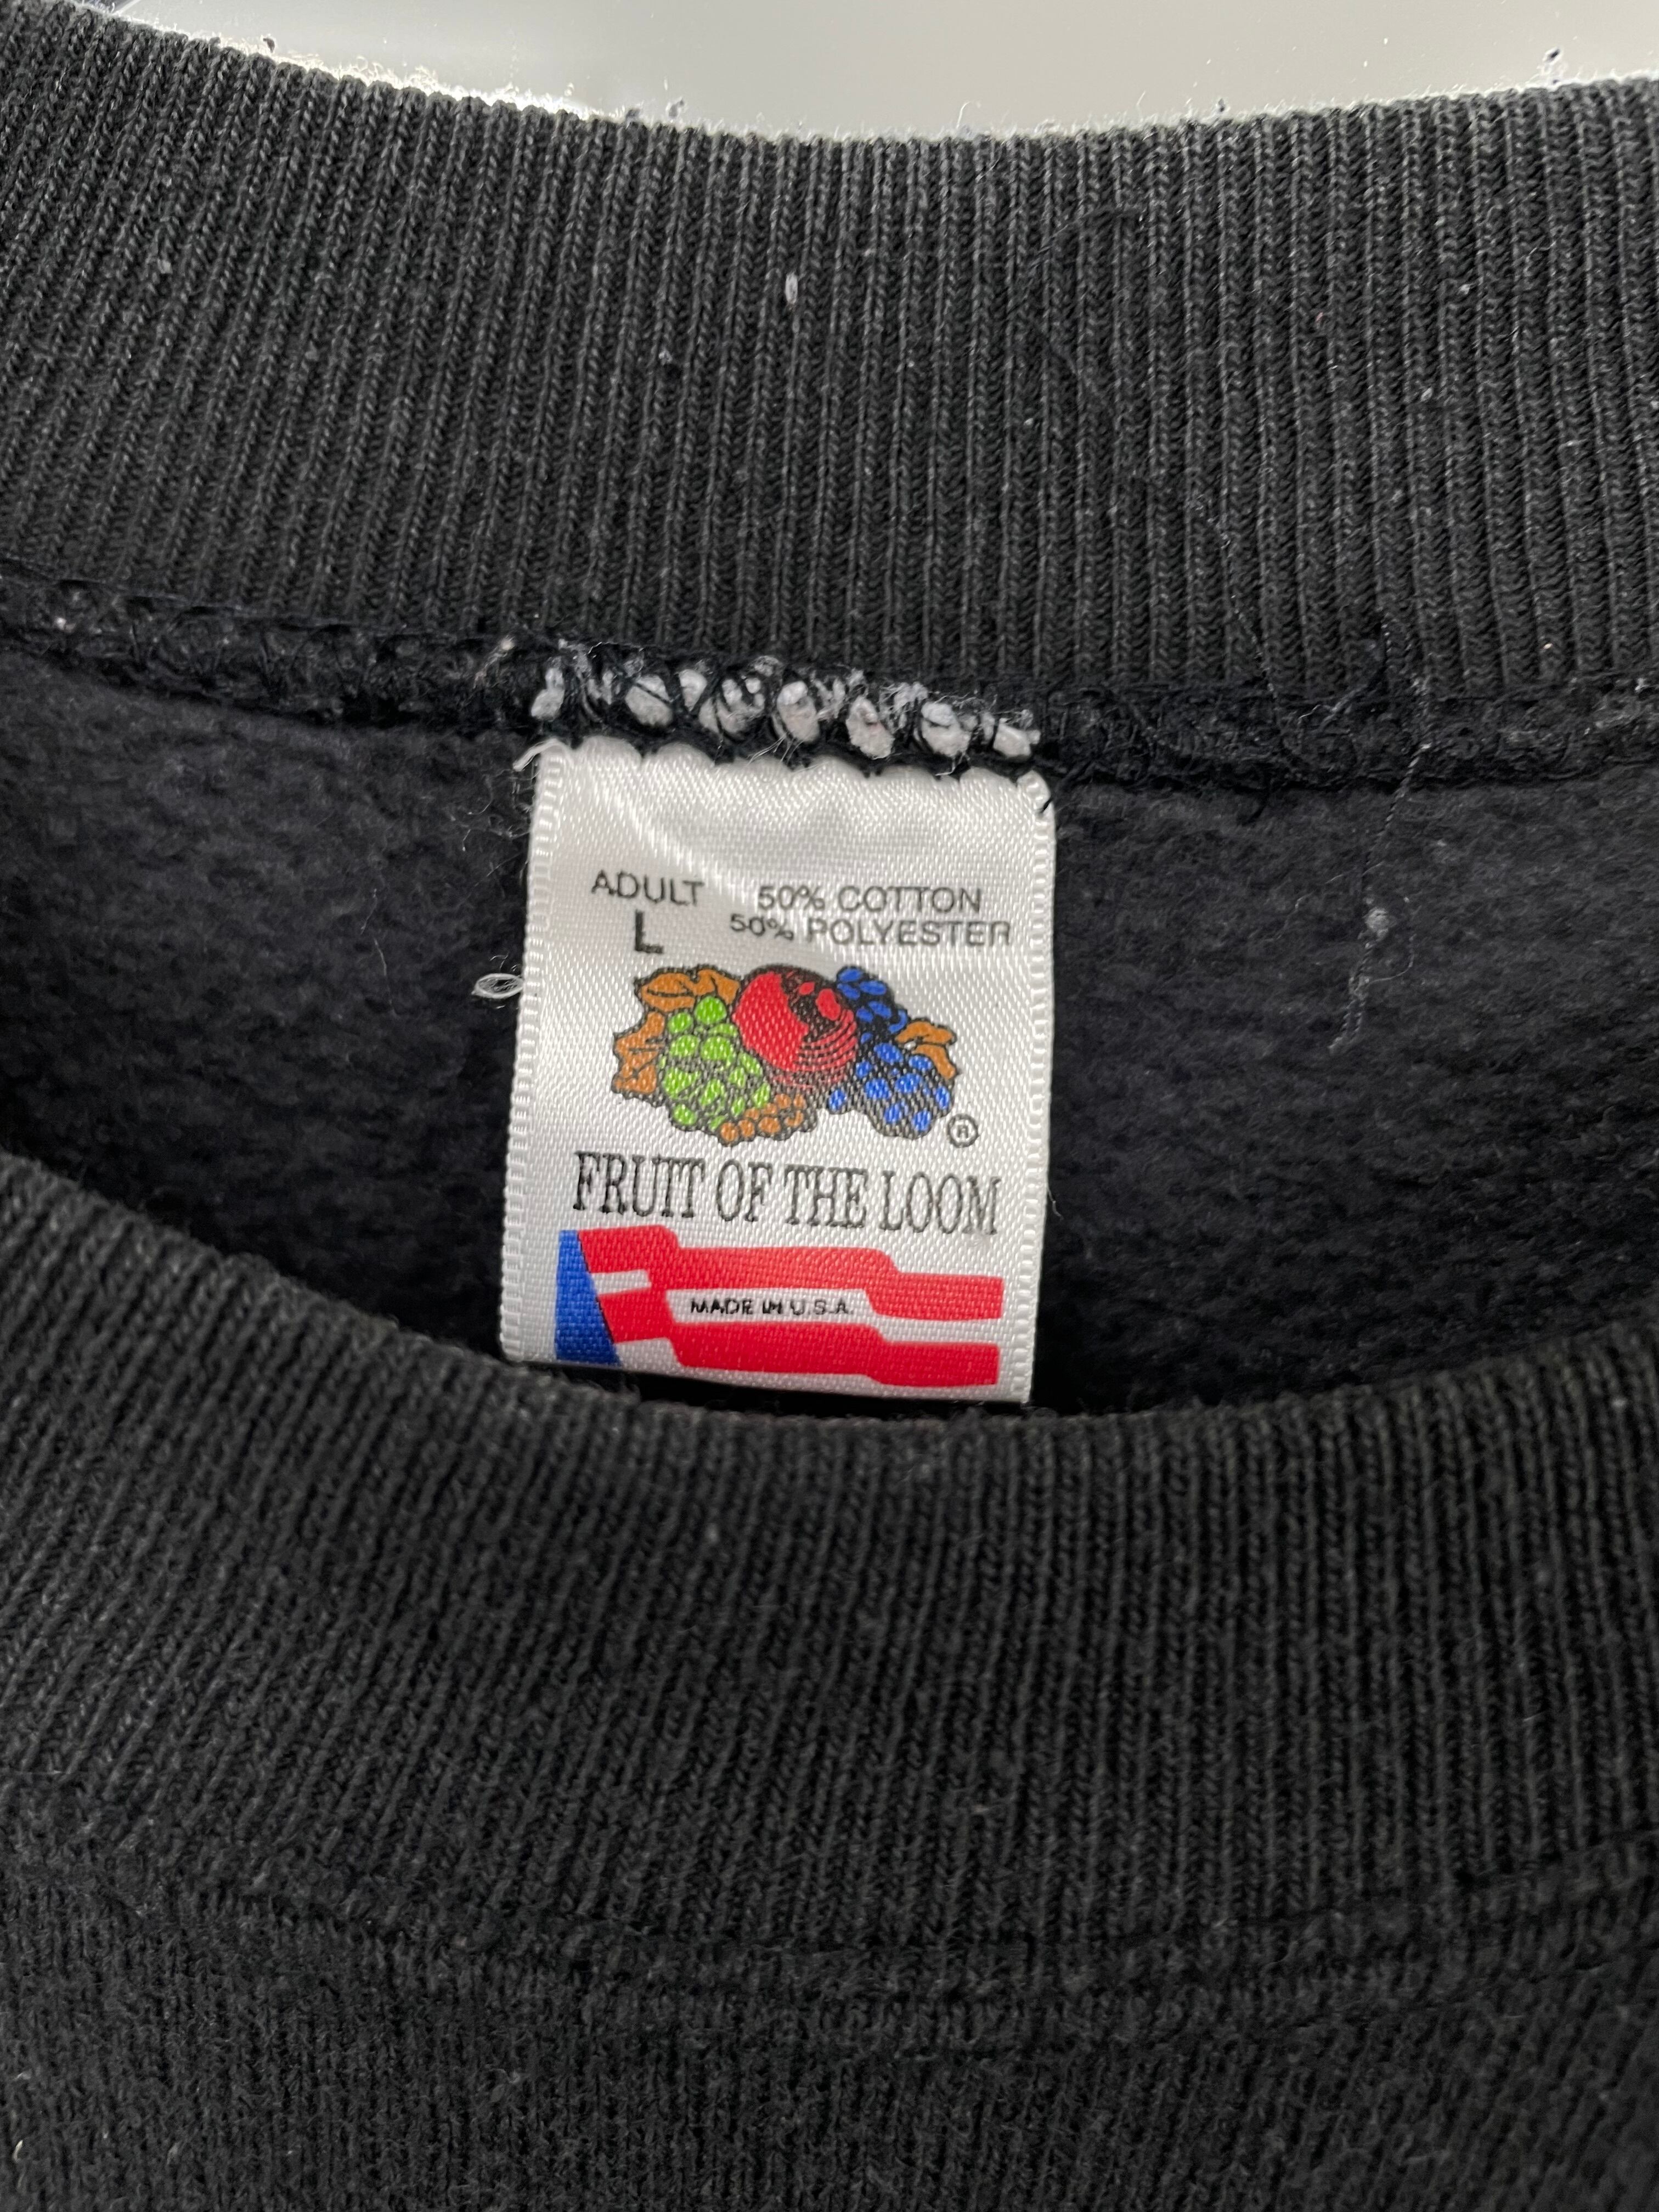 ADULT
L
50% COTTON
50% POLYESTER
®
FRUIT OF THE LOOM
MADE IN U.S.A.